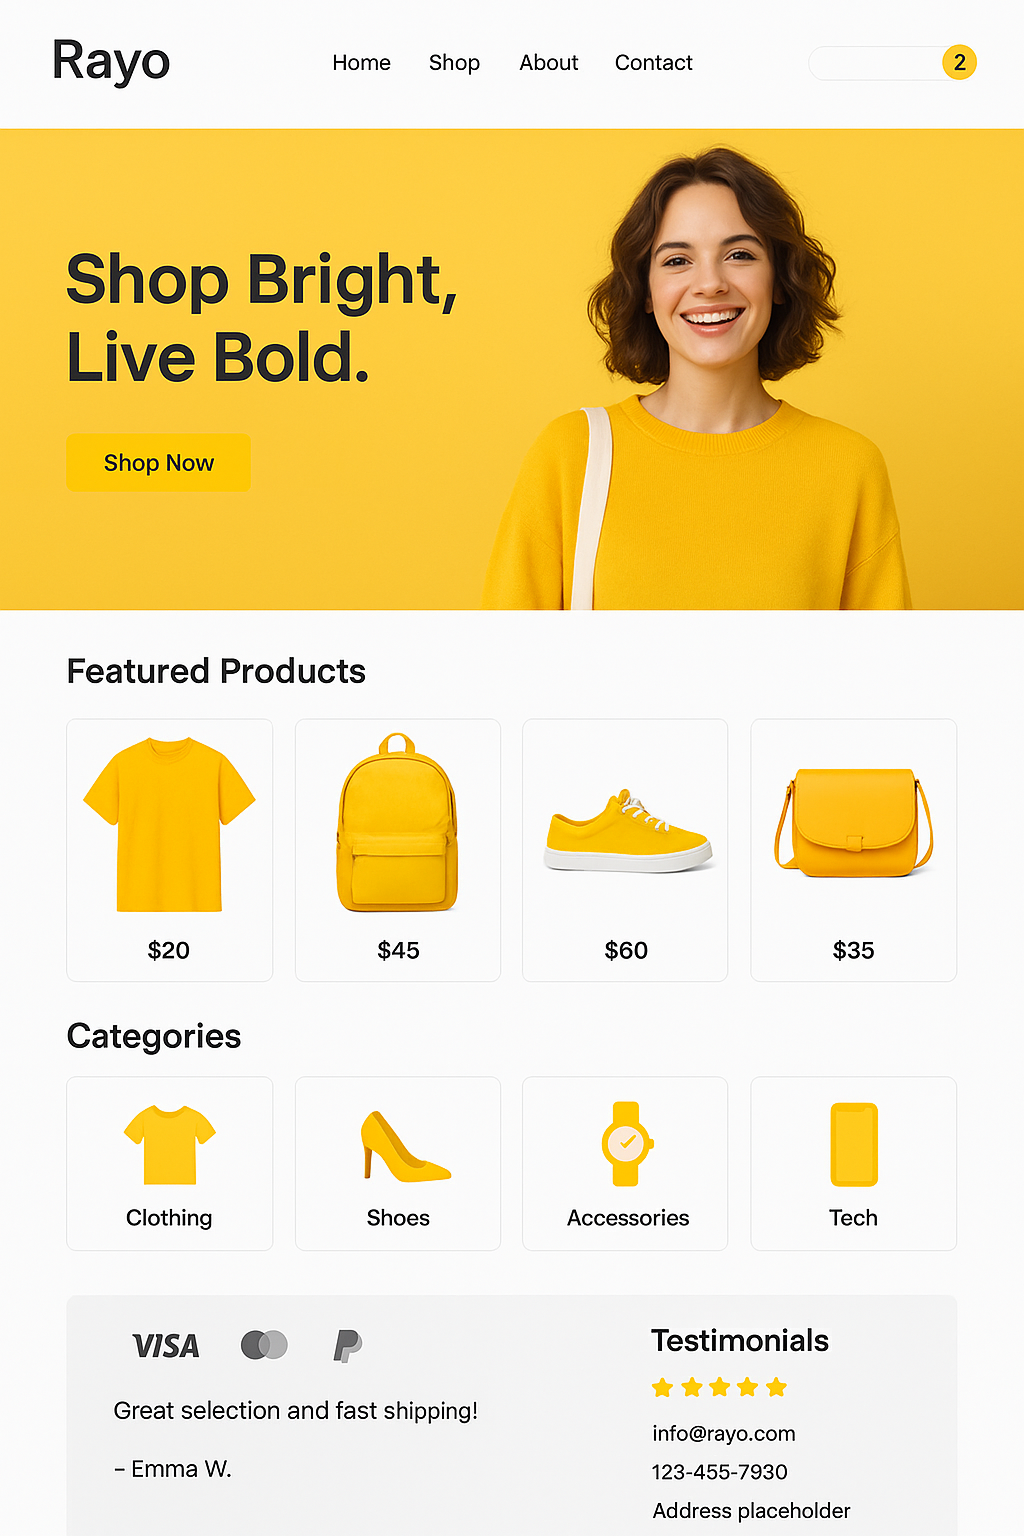 Rayo
Home Shop About Contact
2
Shop Bright,
Live Bold.
Shop Now
Featured Products
$20 $45 $60 $35
Categories
Clothing Shoes Accessories Tech
VISA
Great selection and fast shipping!
– Emma W.
Testimonials
info@rayo.com
123-455-7930
Address placeholder